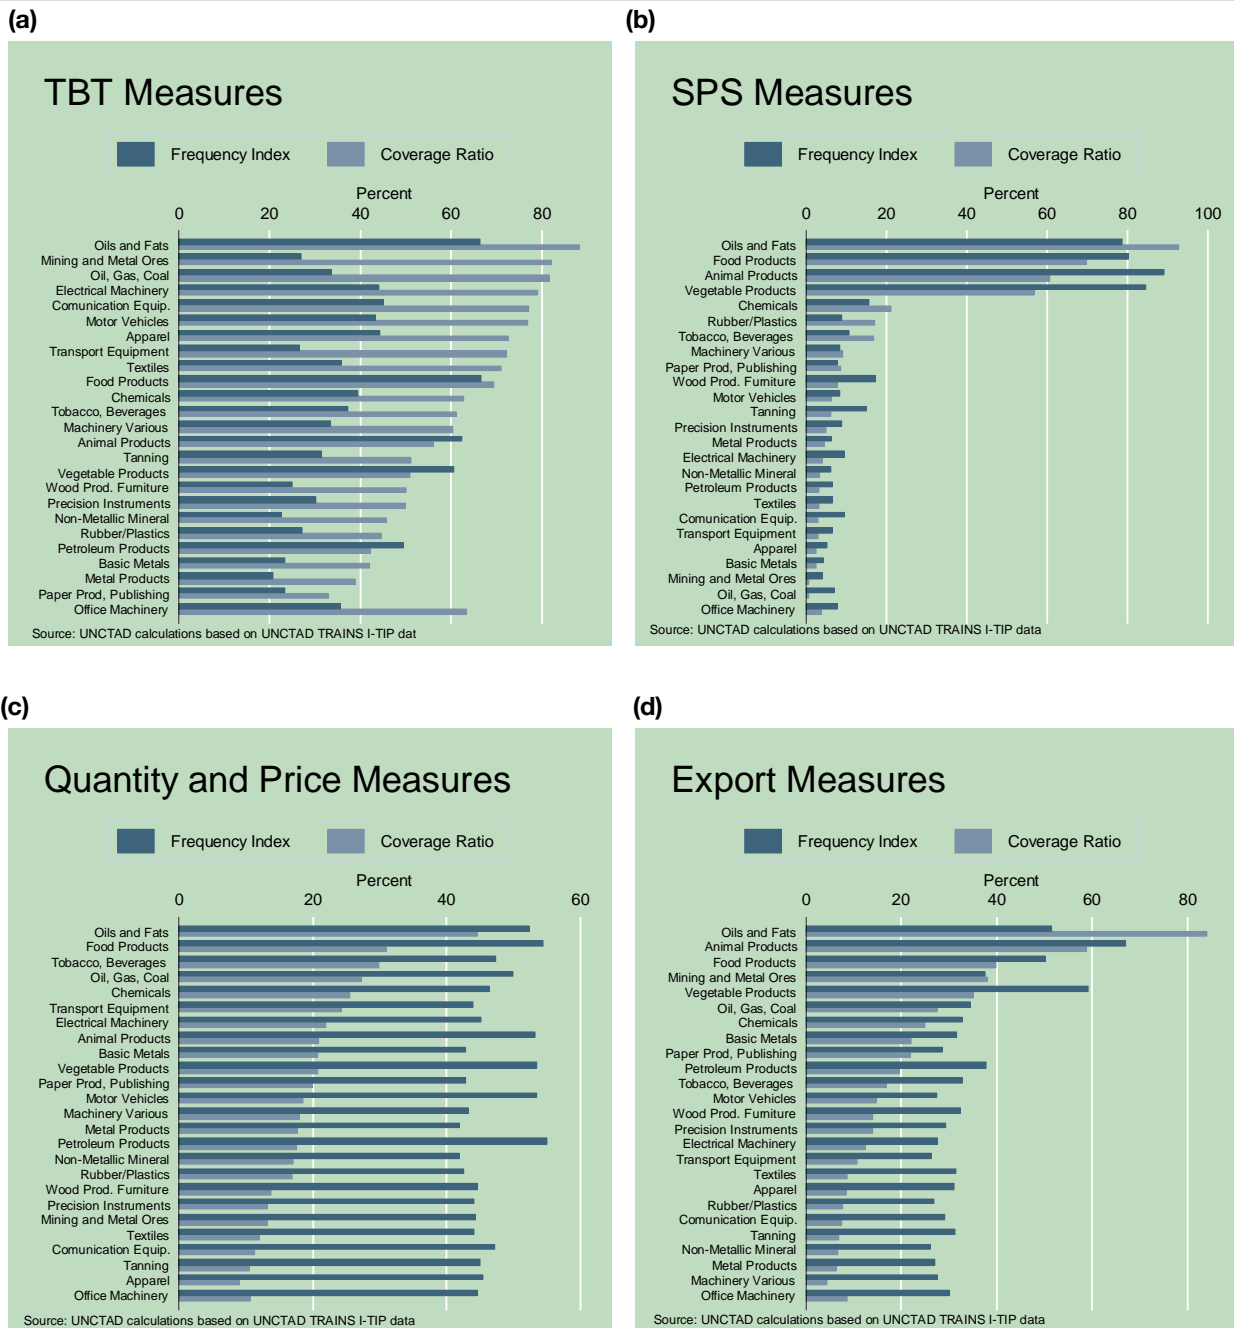 (a)
TBT Measures
Frequency Index Coverage Ratio
Percent
0 20 40 60 80
Oils and Fats
Mining and Metal Ores
Oil, Gas, Coal
Electrical Machinery
Comunication Equip.
Motor Vehicles
Apparel
Transport Equipment
Textiles
Food Products
Chemicals
Tobacco, Beverages
Machinery Various
Animal Products
Tanning
Vegetable Products
Wood Prod. Furniture
Precision Instruments
Non-Metallic Mineral
Rubber/Plastics
Petroleum Products
Basic Metals
Metal Products
Paper Prod, Publishing
Office Machinery
Source: UNCTAD calculations based on UNCTAD TRAINS I-TIP dat
(b)
SPS Measures
Frequency Index Coverage Ratio
Percent
0 20 40 60 80 100
Oils and Fats
Food Products
Animal Products
Vegetable Products
Chemicals
Rubber/Plastics
Tobacco, Beverages
Machinery Various
Paper Prod, Publishing
Wood Prod. Furniture
Motor Vehicles
Tanning
Precision Instruments
Metal Products
Electrical Machinery
Non-Metallic Mineral
Petroleum Products
Textiles
Comunication Equip.
Transport Equipment
Apparel
Basic Metals
Mining and Metal Ores
Oil, Gas, Coal
Office Machinery
Source: UNCTAD calculations based on UNCTAD TRAINS I-TIP data
(c)
Quantity and Price Measures
Frequency Index Coverage Ratio
Percent
0 20 40 60
Oils and Fats
Food Products
Tobacco, Beverages
Oil, Gas, Coal
Chemicals
Transport Equipment
Electrical Machinery
Animal Products
Basic Metals
Vegetable Products
Paper Prod, Publishing
Motor Vehicles
Machinery Various
Metal Products
Petroleum Products
Non-Metallic Mineral
Rubber/Plastics
Wood Prod. Furniture
Precision Instruments
Mining and Metal Ores
Textiles
Comunication Equip.
Tanning
Apparel
Office Machinery
Source: UNCTAD calculations based on UNCTAD TRAINS I-TIP data
(d)
Export Measures
Frequency Index Coverage Ratio
Percent
0 20 40 60 80
Oils and Fats
Animal Products
Food Products
Mining and Metal Ores
Vegetable Products
Oil, Gas, Coal
Chemicals
Basic Metals
Paper Prod, Publishing
Petroleum Products
Tobacco, Beverages
Motor Vehicles
Wood Prod. Furniture
Precision Instruments
Electrical Machinery
Transport Equipment
Textiles
Apparel
Rubber/Plastics
Comunication Equip.
Tanning
Non-Metallic Mineral
Metal Products
Machinery Various
Office Machinery
Source: UNCTAD calculations based on UNCTAD TRAINS I-TIP data